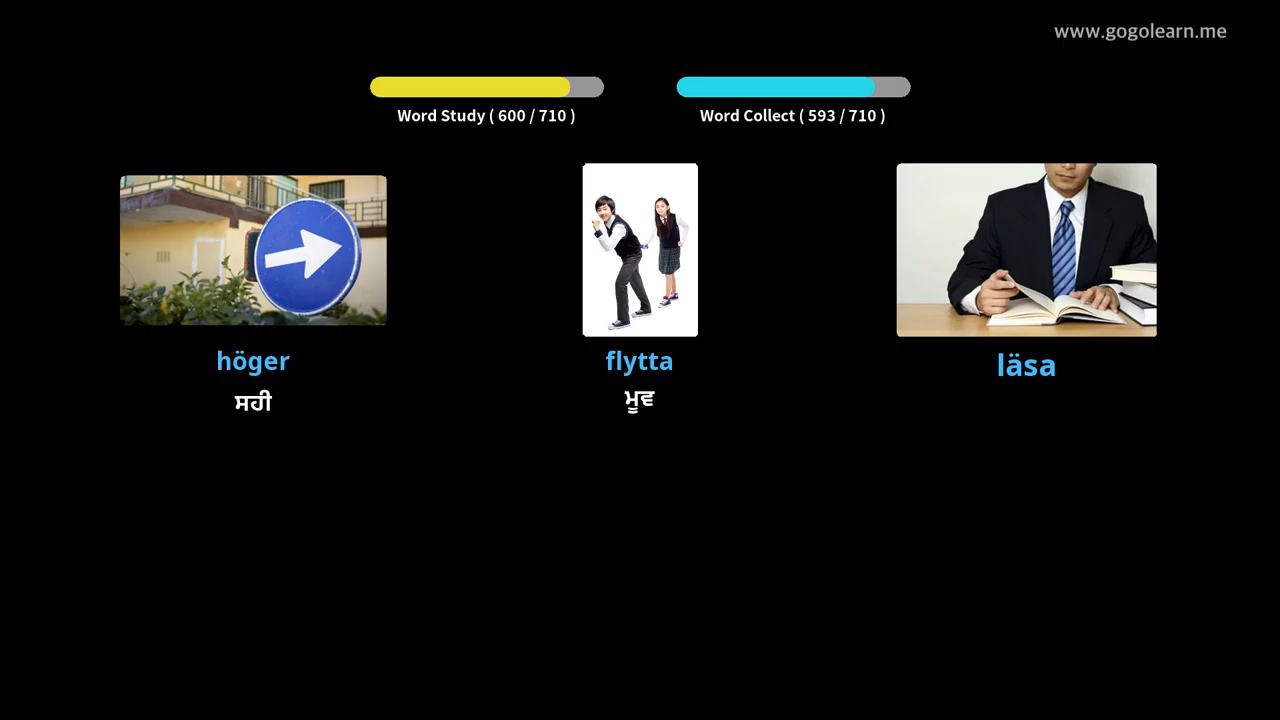 www.gogolearn.me
Word Study ( 600 / 710 )
Word Collect ( 593 / 710 )
höger
flytta
läsa
ਸਹੀ
ਮੂਵ